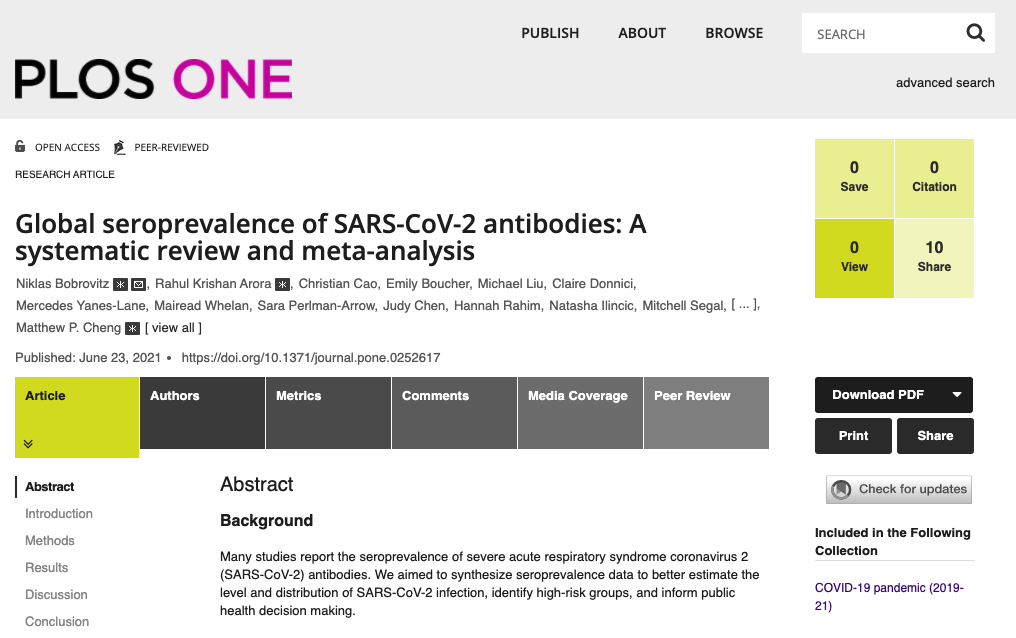 PUBLISH ABOUT BROWSE SEARCH
PLOS ONE
advanced search
OPEN ACCESS PEER-REVIEWED
RESEARCH ARTICLE
Global seroprevalence of SARS-CoV-2 antibodies: A
systematic review and meta-analysis
Niklas Bobrovitz, Rahul Krishan Arora, Christian Cao, Emily Boucher, Michael Liu, Claire Donnici,
Mercedes Yanes-Lane, Mairead Whelan, Sara Perlman-Arrow, Judy Chen, Hannah Rahim, Natasha Ilincic, Mitchell Segal, [ ... ],
Matthew P. Cheng [ view all ]
Published: June 23, 2021 • https://doi.org/10.1371/journal.pone.0252617
0
Save
0
Citation
0
View
10
Share
Article
Authors
Metrics
Comments
Media Coverage
Peer Review
Download PDF
Print
Share
Check for updates
Included in the Following
Collection
COVID-19 pandemic (2019-
21)
Abstract
Introduction
Methods
Results
Discussion
Conclusion
Abstract
Background
Many studies report the seroprevalence of severe acute respiratory syndrome coronavirus 2
(SARS-CoV-2) antibodies. We aimed to synthesize seroprevalence data to better estimate the
level and distribution of SARS-CoV-2 infection, identify high-risk groups, and inform public
health decision making.